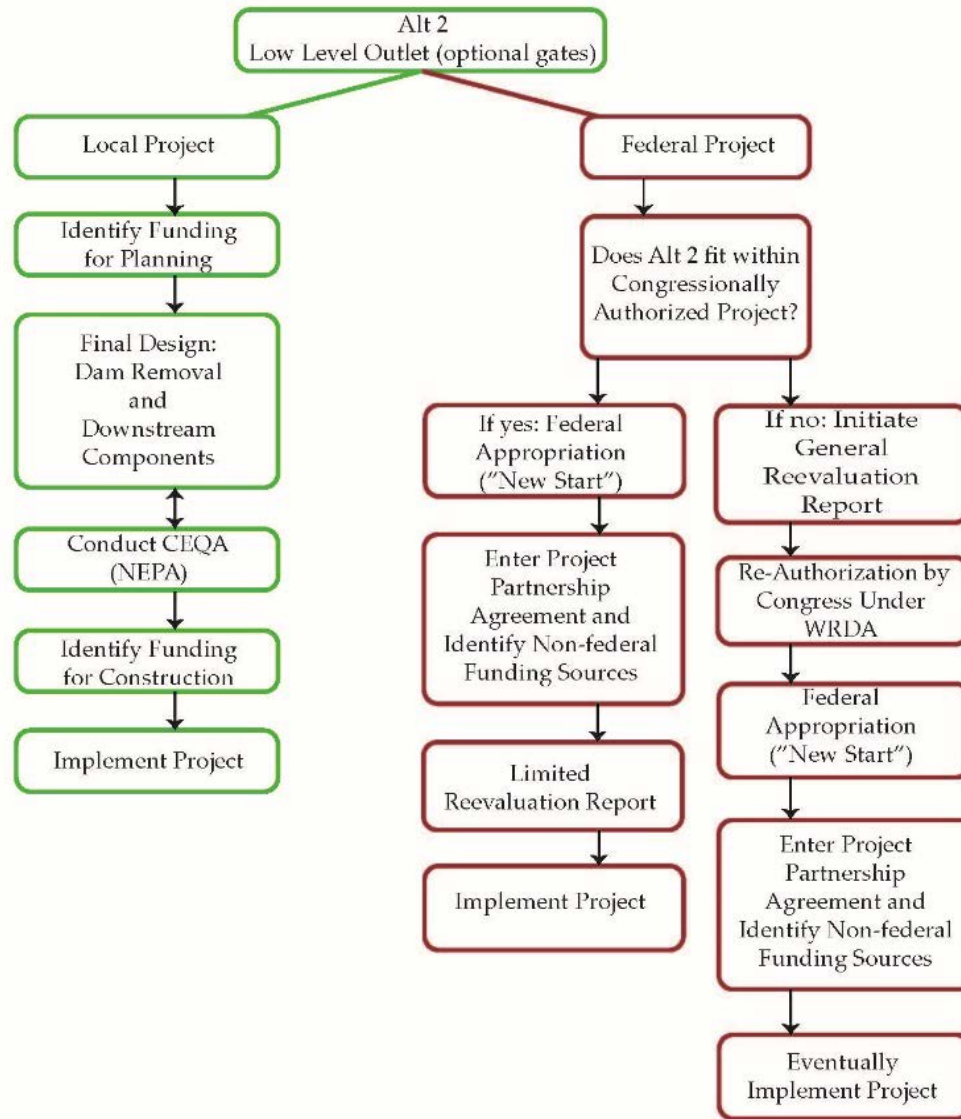 Alt 2
Low Level Outlet (optional gates)
Local Project
Identify Funding
for Planning
Final Design:
Dam Removal
and
Downstream
Components
Conduct CEQA
(NEPA)
Identify Funding
for Construction
Implement Project
Federal Project
Does Alt 2 fit within
Congressionally
Authorized Project?
If yes: Federal
Appropriation
("New Start")
Enter Project
Partnership
Agreement and
Identify Non-federal
Funding Sources
Limited
Reevaluation Report
Implement Project
If no: Initiate
General
Reevaluation
Report
Re-Authorization by
Congress Under
WRDA
Federal
Appropriation
("New Start")
Enter Project
Partnership
Agreement and
Identify Non-federal
Funding Sources
Eventually
Implement Project